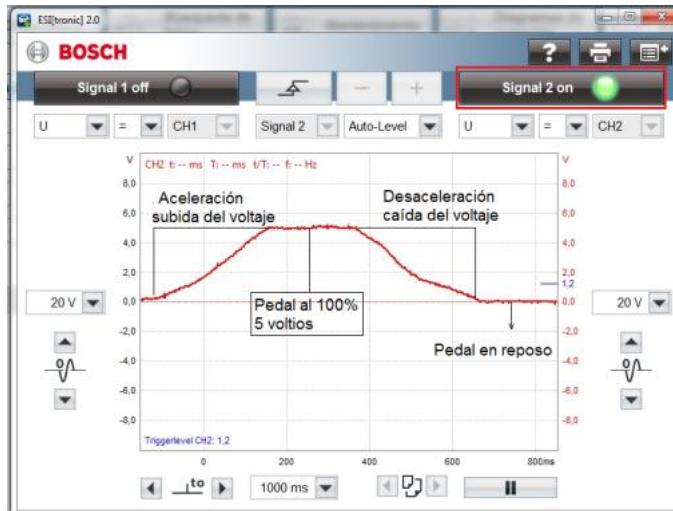 ESI[tronic] 2.0
BOSCH
?
Signal 1 off
Signal 2 on
U
=
CH1
Signal 2
Auto-Level
U
=
CH2
V
CH2 t: -- ms T: -- ms t/T: -- f: -- Hz
V
8,0
8,0
Aceleración
subida del voltaje
Desaceleración
caída del voltaje
6,0
6,0
4,0
4,0
2,0
2,0
1,2
20 V
0,0
0,0
20 V
Pedal al 100%
5 voltios
Pedal en reposo
-2,0
-2,0
-4,0
-4,0
-6,0
-6,0
-8,0
-8,0
Triggerlevel CH2: 1,2
0
200
400
600
800ms
to
1000 ms